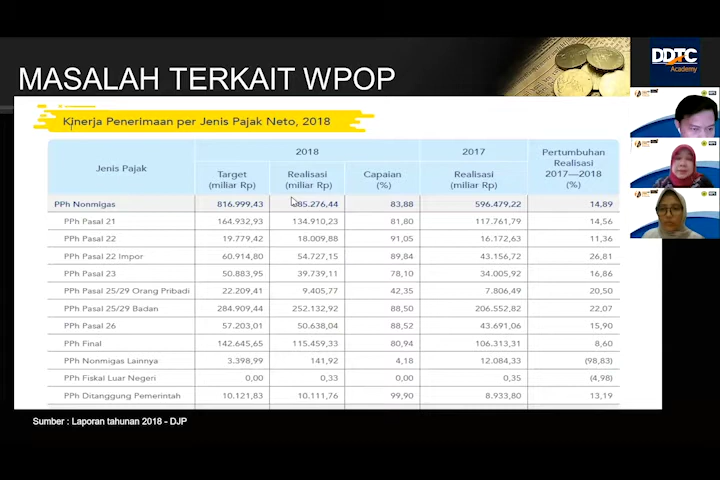 DDTC
Academy
MASALAH TERKAIT WPOP
Kinerja Penerimaan per Jenis Pajak Neto, 2018
Jenis Pajak 2018 2017 Pertumbuhan Realisasi 2017—2018 (%)
Target (miliar Rp) Realisasi (miliar Rp) Capaian (%) Realisasi (miliar Rp)
PPh Nonmigas 816.999,43 85.276,44 83,88 596.479,22 14,89
PPh Pasal 21 164.932,93 134.910,23 81,80 117.761,79 14,56
PPh Pasal 22 19.779,42 18.009,88 91,05 16.172,63 11,36
PPh Pasal 22 Impor 60.914,80 54.727,15 89,84 43.156,72 26,81
PPh Pasal 23 50.883,95 39.739,11 78,10 34.005,92 16,86
PPh Pasal 25/29 Orang Pribadi 22.209,41 9.405,77 42,35 7.806,49 20,50
PPh Pasal 25/29 Badan 284.909,44 252.132,92 88,50 206.552,82 22,07
PPh Pasal 26 57.203,01 50.638,04 88,52 43.691,06 15,90
PPh Final 142.645,65 115.459,33 80,94 106.313,31 8,60
PPh Nonmigas Lainnya 3.398,99 141,92 4,18 12.084,33 (98,83)
PPh Fiskal Luar Negeri 0,00 0,33 0,00 0,35 (4,98)
PPh Ditanggung Pemerintah 10.121,83 10.111,76 99,90 8.933,80 13,19
Sumber : Laporan tahunan 2018 - DJP